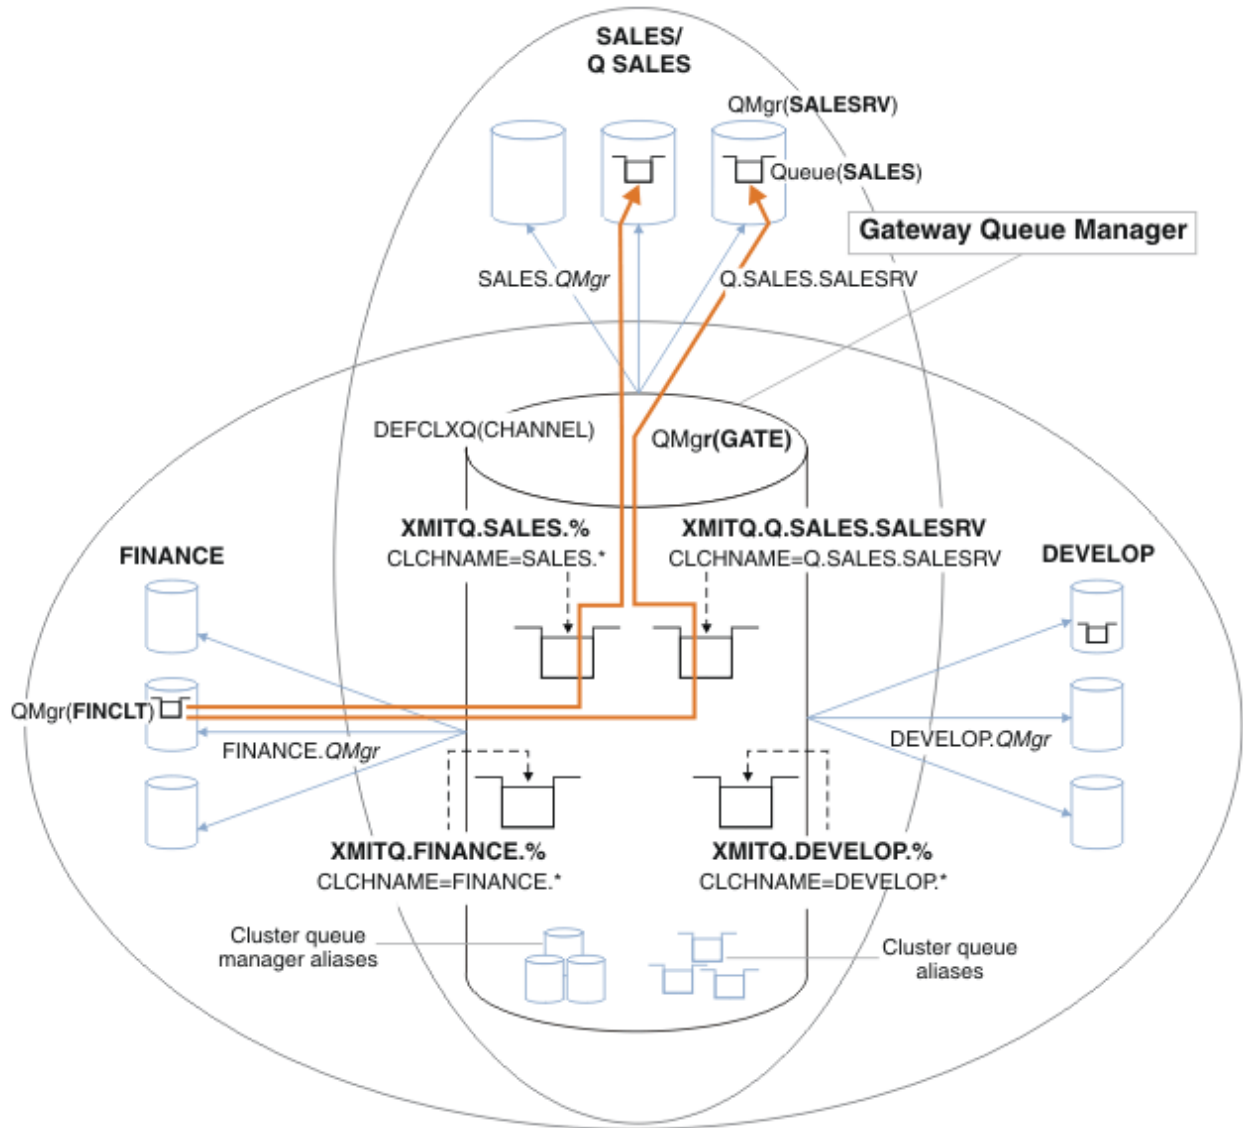 SALES/
Q SALES
QMgr(SALESRV)
Queue(SALES)
Gateway Queue Manager
SALES.QMgr
Q.SALES.SALESRV
DEFCLXQ(CHANNEL)
QMgr(GATE)
XMITQ.SALES.%
CLCHNAME=SALES.*
XMITQ.Q.SALES.SALESRV
CLCHNAME=Q.SALES.SALESRV
FINANCE
DEVELOP
QMgr(FINCLT)
FINANCE.QMgr
DEVELOP.QMgr
XMITQ.FINANCE.%
CLCHNAME=FINANCE.*
XMITQ.DEVELOP.%
CLCHNAME=DEVELOP.*
Cluster queue
manager aliases
Cluster queue
aliases